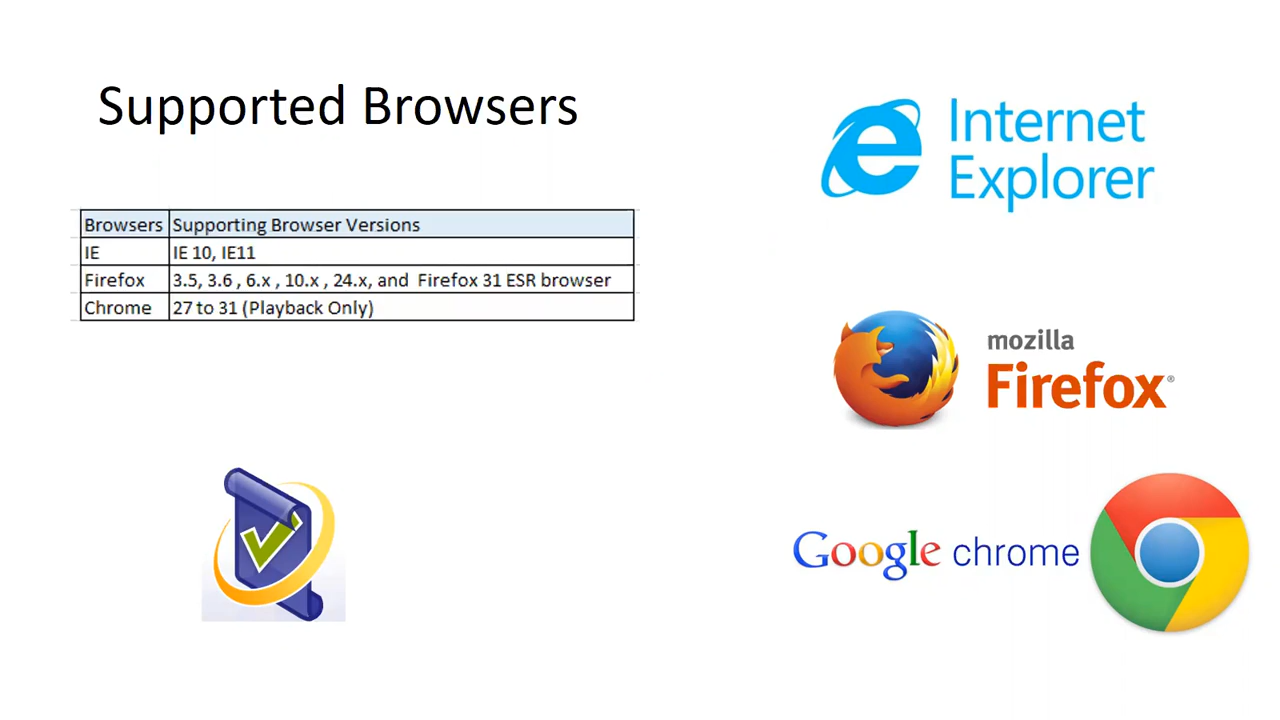 Supported Browsers
Browsers Supporting Browser Versions
IE IE 10, IE11
Firefox 3.5, 3.6 , 6.x , 10.x , 24.x, and Firefox 31 ESR browser
Chrome 27 to 31 (Playback Only)
Internet
Explorer
mozilla
Firefox®
Google chrome